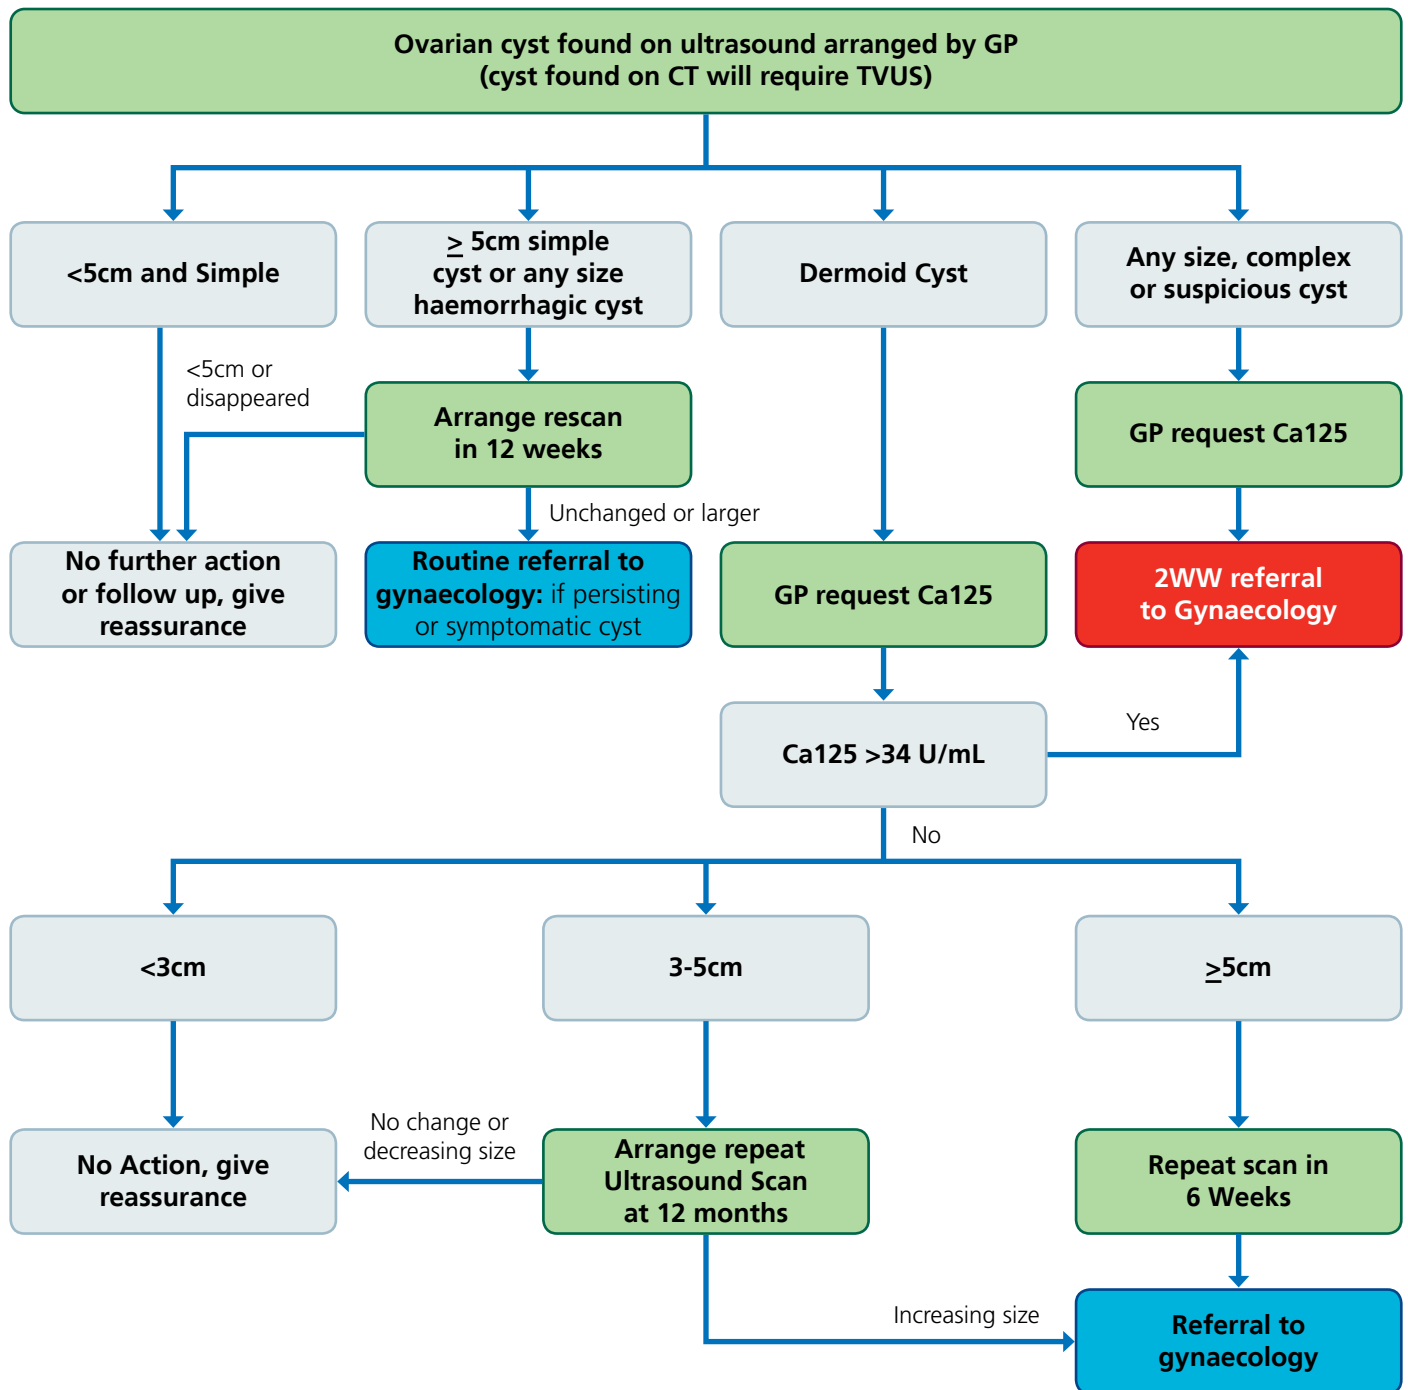 Ovarian cyst found on ultrasound arranged by GP
(cyst found on CT will require TVUS)
<5cm and Simple
≥ 5cm simple
cyst or any size
haemorrhagic cyst
Dermoid Cyst
Any size, complex
or suspicious cyst
<5cm or
disappeared
Arrange rescan
in 12 weeks
GP request Ca125
Unchanged or larger
No further action
or follow up, give
reassurance
Routine referral to
gynaecology: if persisting
or symptomatic cyst
GP request Ca125
2WW referral
to Gynaecology
Ca125 >34 U/mL
Yes
No
<3cm
3-5cm
≥5cm
No Action, give
reassurance
No change or
decreasing size
Arrange repeat
Ultrasound Scan
at 12 months
Repeat scan in
6 Weeks
Increasing size
Referral to
gynaecology